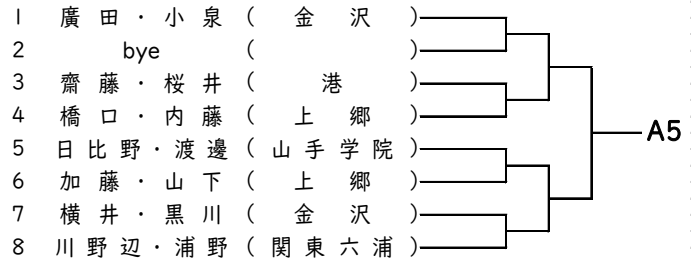 1 廣田・小泉(金沢)
2 bye ( )
3 齋藤・桜井(港)
4 橋口・内藤(上郷)
5 日比野・渡邊(山手学院)
6 加藤・山下(上郷)
7 横井・黒川(金沢)
8 川野辺・浦野(関東六浦)
A5